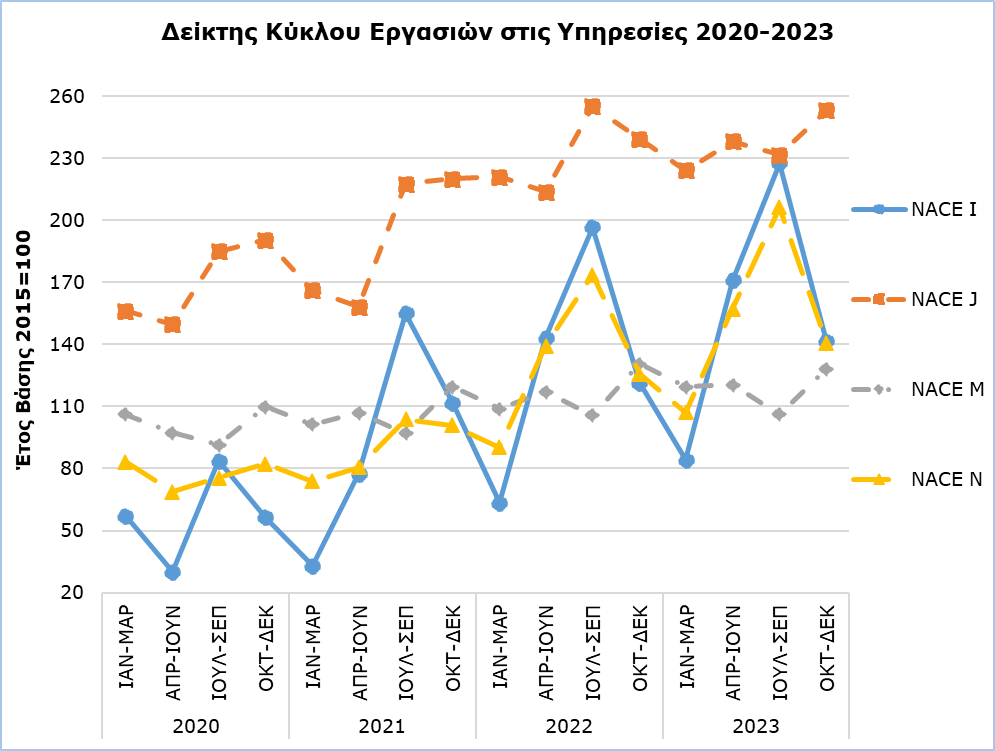 Δείκτης Κύκλου Εργασιών στις Υπηρεσίες 2020-2023
Έτος Βάσης 2015=100
260
230
200
170
140
110
80
50
20
ΙΑΝ-ΜΑΡ
ΑΠΡ-ΙΟΥΝ
ΙΟΥΛ-ΣΕΠ
ΟΚΤ-ΔΕΚ
ΙΑΝ-ΜΑΡ
ΑΠΡ-ΙΟΥΝ
ΙΟΥΛ-ΣΕΠ
ΟΚΤ-ΔΕΚ
ΙΑΝ-ΜΑΡ
ΑΠΡ-ΙΟΥΝ
ΙΟΥΛ-ΣΕΠ
ΟΚΤ-ΔΕΚ
ΙΑΝ-ΜΑΡ
ΑΠΡ-ΙΟΥΝ
ΙΟΥΛ-ΣΕΠ
ΟΚΤ-ΔΕΚ
2020
2021
2022
2023
NACE I
NACE J
NACE M
NACE N